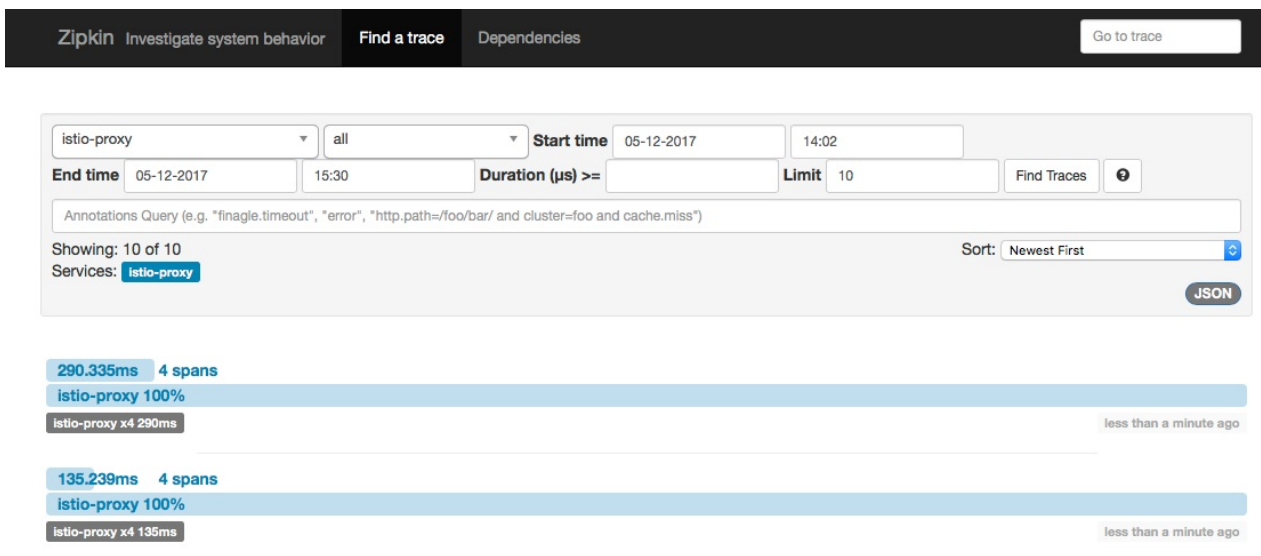 Zipkin Investigate system behavior Find a trace Dependencies Go to trace
istio-proxy all Start time 05-12-2017 14:02
End time 05-12-2017 15:30 Duration (μs) >= Limit 10 Find Traces
Annotations Query (e.g. "finagle.timeout", "error", "http.path=/foo/bar/ and cluster=foo and cache.miss")
Showing: 10 of 10 Sort: Newest First
Services: istio-proxy
JSON
290.335ms 4 spans
istio-proxy 100%
istio-proxy x4 290ms less than a minute ago
135.239ms 4 spans
istio-proxy 100%
istio-proxy x4 135ms less than a minute ago